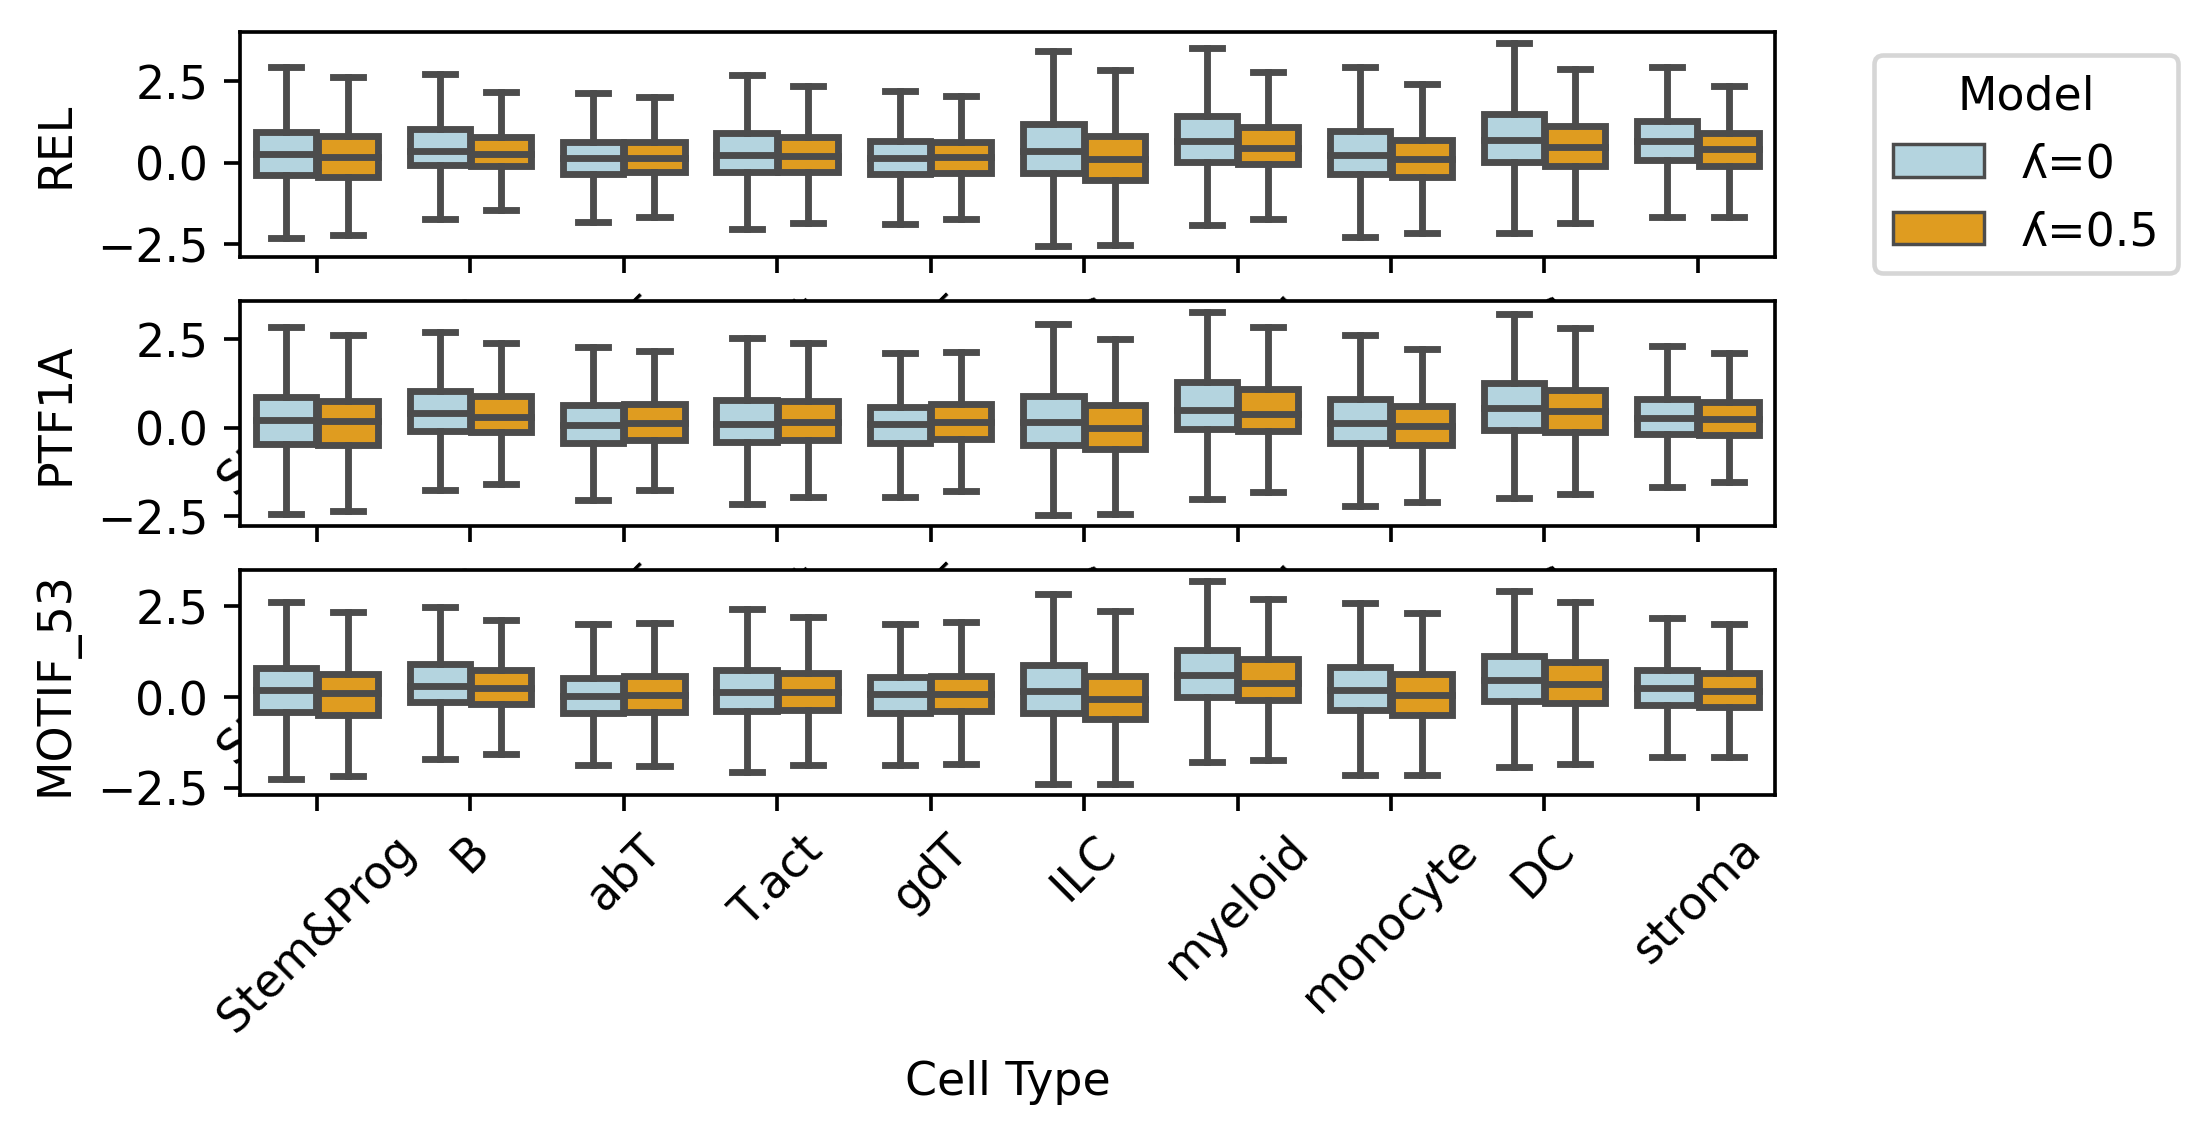 REL
2.5
0.0
−2.5
Model
ʎ=0
ʎ=0.5
PTF1A
2.5
0.0
−2.5
MOTIF_53
2.5
0.0
−2.5
Stem&Prog
B
abT
T.act
gdT
ILC
myeloid
monocyte
DC
stroma
Cell Type